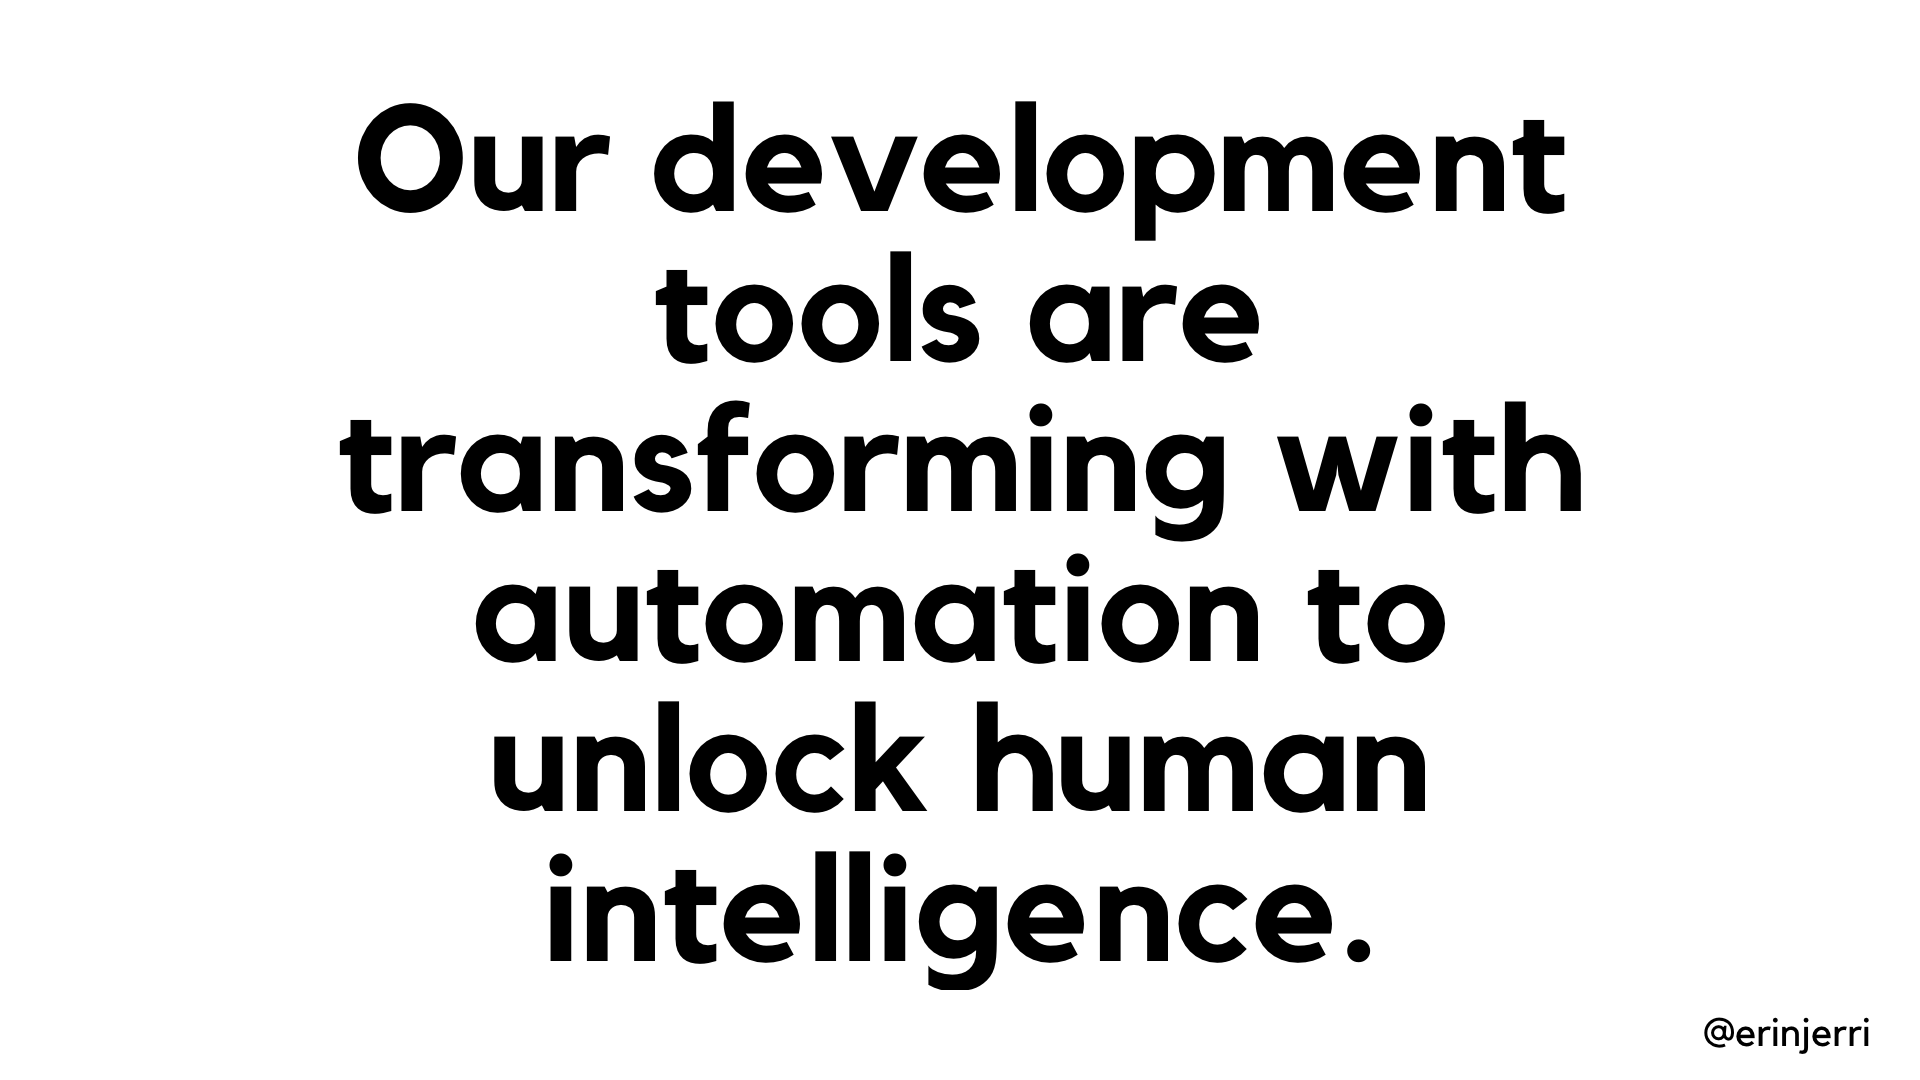 Our development
tools are
transforming with
automation to
unlock human
intelligence.
@erinjerri